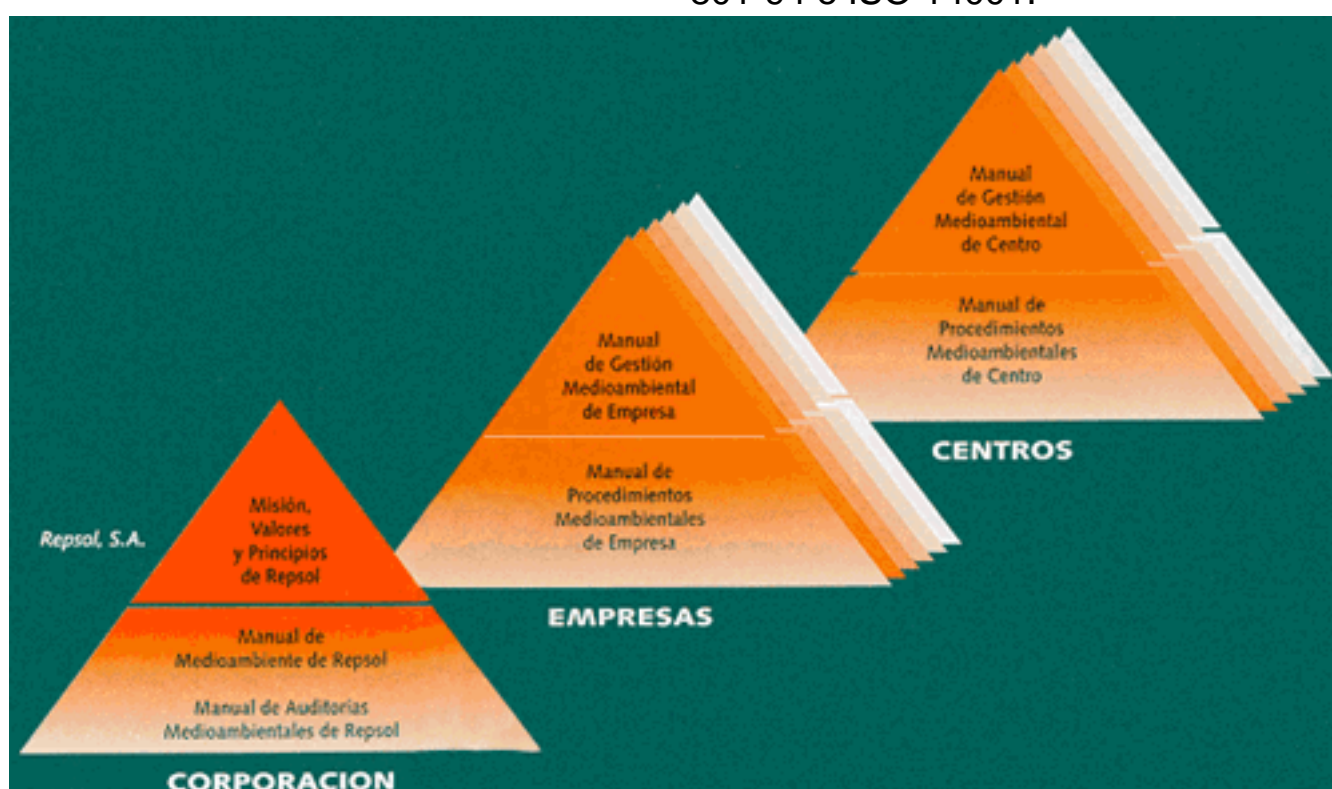 ISO 14001.
Manual
de Gestión
Medioambiental
de Centro
Manual de
Procedimientos
Medioambientales
de Centro
CENTROS
Manual
de Gestión
Medioambiental
de Empresa
Manual de
Procedimientos
Medioambientales
de Empresa
EMPRESAS
Repsol, S.A.
Misión,
Valores
y Principios
de Repsol
Manual de
Medioambiente de Repsol
Manual de Auditorías
Medioambientales de Repsol
CORPORACION